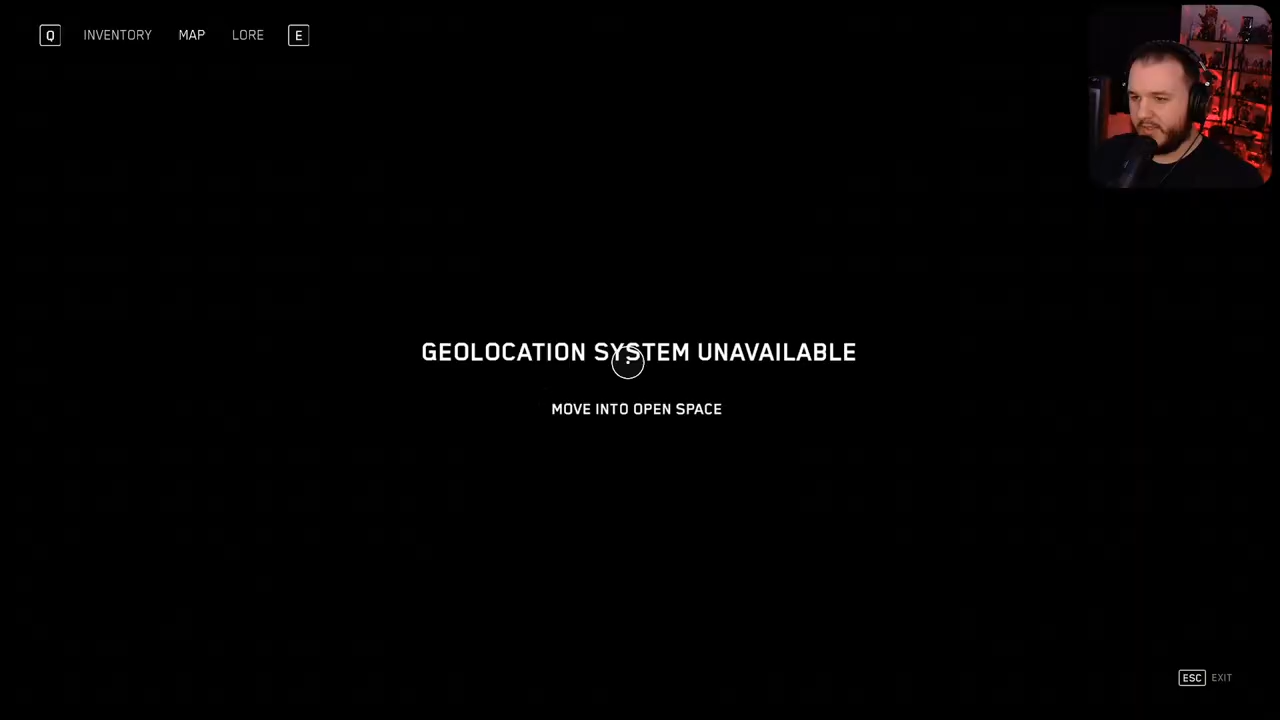 Q INVENTORY MAP LORE E
GEOLOCATION SYSTEM UNAVAILABLE
MOVE INTO OPEN SPACE
ESC EXIT